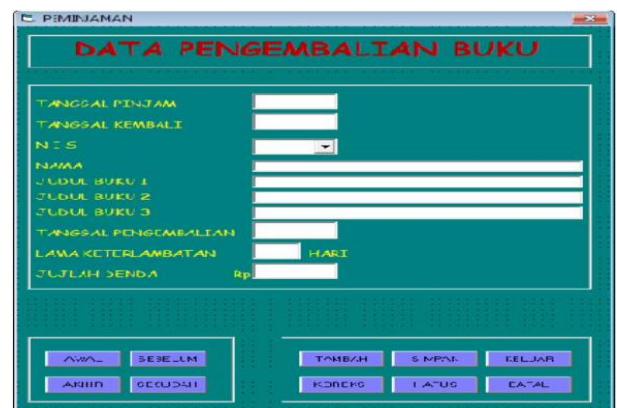 PEMINJAMAN
DATA PENGEMBALIAN BUKU
TANGGAL PINJAM
TANGGAL KEMBALI
N I S
NAMA
JUDUL BUKU 1
JUDUL BUKU 2
JUDUL BUKU 3
TANGGAL PENGEMBALIAN
LAMA KETERLAMBATAN HARI
JUMLAH DENDA Rp
AWAL SEBELUM TAMBAH SIMPAN KELUAR
AKHIR SESUDAH KOREKSI HAPUS BATAL